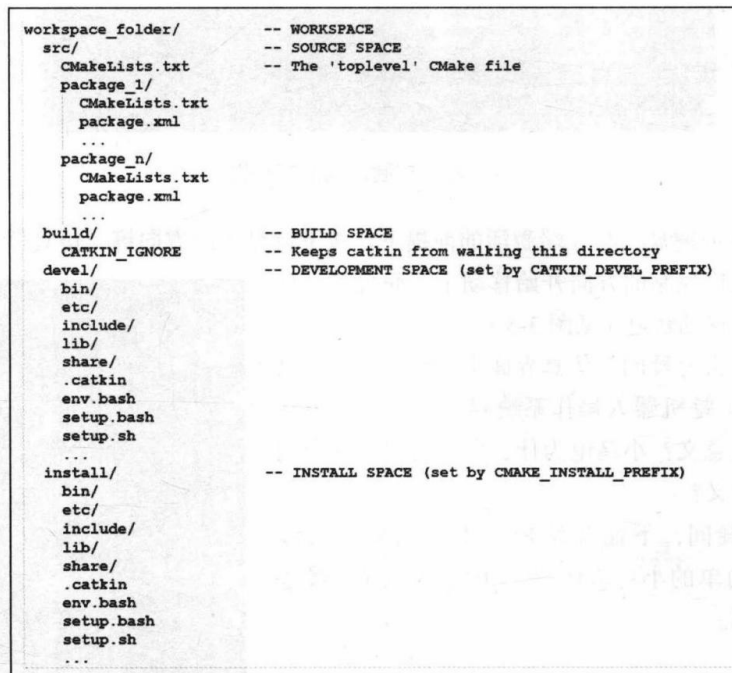 workspace_folder/ -- WORKSPACE
src/ -- SOURCE SPACE
CMakeLists.txt -- The 'toplevel' CMake file
package_1/
CMakeLists.txt
package.xml
...
package_n/
CMakeLists.txt
package.xml
...
build/ -- BUILD SPACE
CATKIN_IGNORE -- Keeps catkin from walking this directory
devel/ -- DEVELOPMENT SPACE (set by CATKIN_DEVEL_PREFIX)
bin/
etc/
include/
lib/
share/
.catkin
env.bash
setup.bash
setup.sh
...
install/ -- INSTALL SPACE (set by CMAKE_INSTALL_PREFIX)
bin/
etc/
include/
lib/
share/
.catkin
env.bash
setup.bash
setup.sh
...